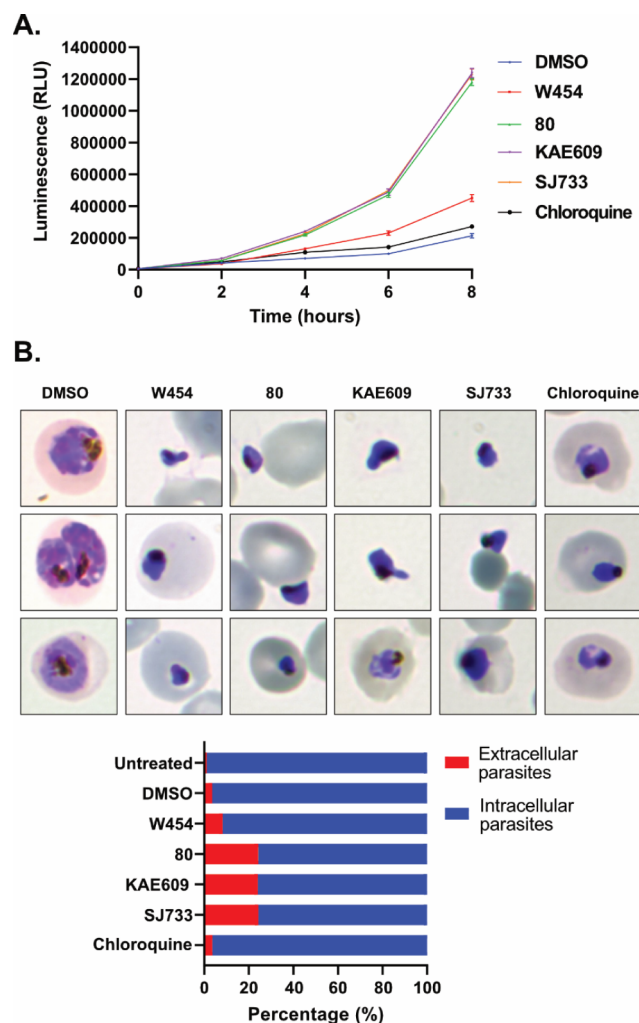 A.
Luminescence (RLU)
1400000
1200000
1000000
800000
600000
400000
200000
0
0 2 4 6 8
Time (hours)
DMSO
W454
80
KAE609
SJ733
Chloroquine
B.
DMSO W454 80 KAE609 SJ733 Chloroquine
Untreated
DMSO
W454
80
KAE609
SJ733
Chloroquine
0 20 40 60 80 100
Percentage (%)
Extracellular
parasites
Intracellular
parasites